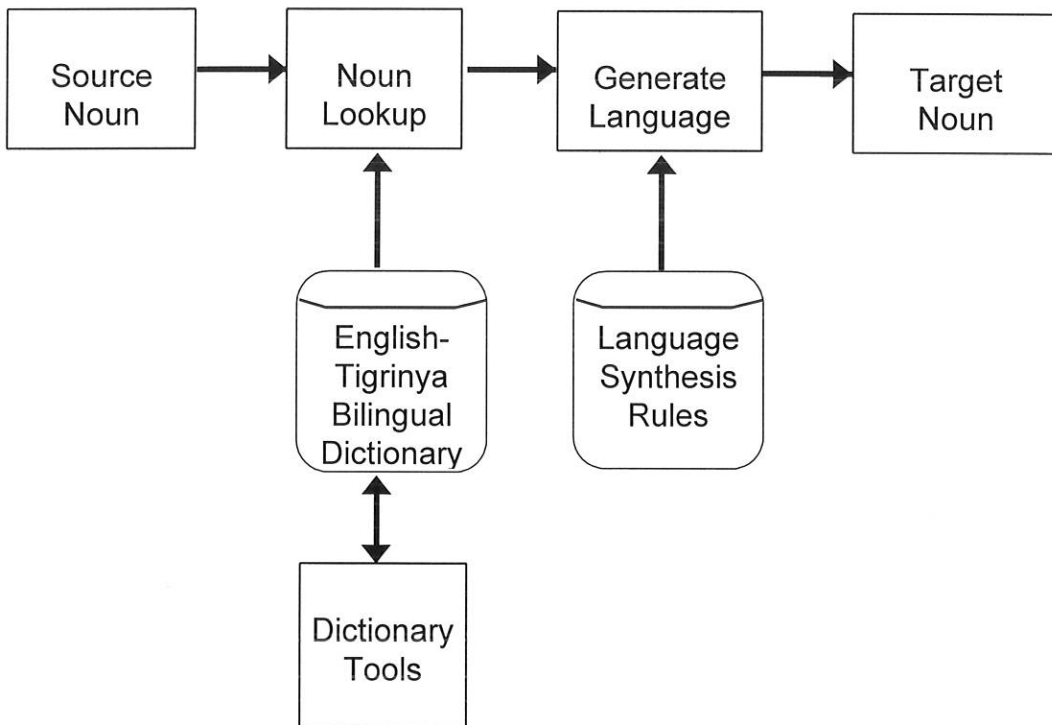 Source
Noun
Noun
Lookup
Generate
Language
Target
Noun
English-
Tigrinya
Bilingual
Dictionary
Language
Synthesis
Rules
Dictionary
Tools